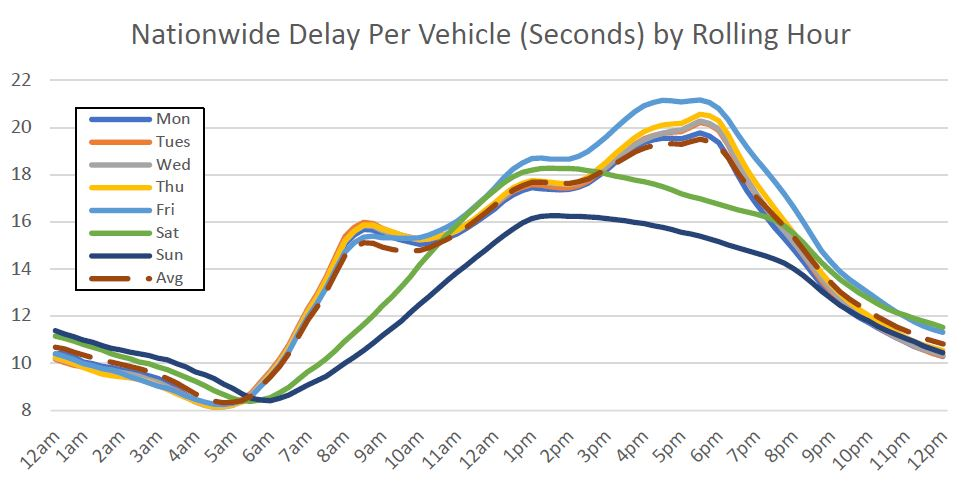 Nationwide Delay Per Vehicle (Seconds) by Rolling Hour
22
20
18
16
14
12
10
8
Mon
Tues
Wed
Thu
Fri
Sat
Sun
Avg
12am
1am
2am
3am
4am
5am
6am
7am
8am
9am
10am
11am
12pm
1pm
2pm
3pm
4pm
5pm
6pm
7pm
8pm
9pm
10pm
11pm
12pm